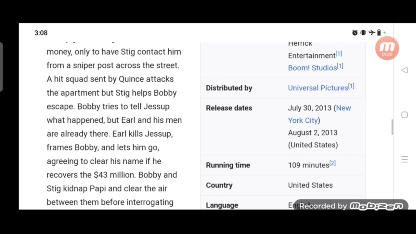 3:08
money, only to have Stig contact him
from a sniper post across the street.
A hit squad sent by Quince attacks
the apartment but Stig helps Bobby
escape. Bobby tries to tell Jessup
what happened, but Earl and his men
are already there. Earl kills Jessup,
frames Bobby, and lets him go,
agreeing to clear his name if he
recovers the $43 million. Bobby and
Stig kidnap Papi and clear the air
between them before interrogating
Herrick
Entertainment[1]
Boom! Studios[1]
Distributed by Universal Pictures[1]
Release dates July 30, 2013 (New
York City)
August 2, 2013
(United States)
Running time 109 minutes[2]
Country United States
Language
Recorded by Mobizen